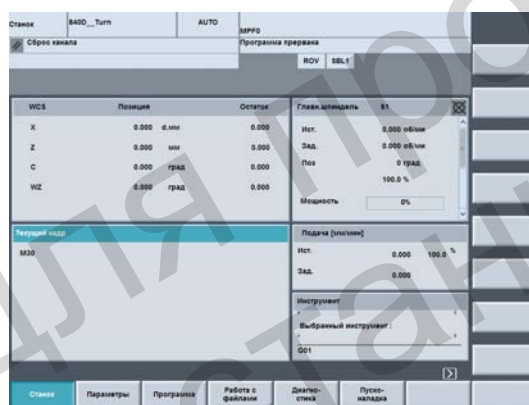 Станок 840D__Turn AUTO MPF0
Сброс канала Программа прервана
ROV SBL1
WCS Позиция Остаток
X 0.000 d.мм 0.000
Z 0.000 мм 0.000
C 0.000 град 0.000
WZ 0.000 град 0.000
Главн.шпиндель S1
Ист. 0.000 об/мин
Зад. 0.000 об/мин
Поз 0 град
100.0 %
Мощность 0%
Текущий кадр
M30
Подача [мм/мин]
Ист. 0.000 100.0 %
Зад. 0.000
Инструмент
Выбранный инструмент :
G01
Станок Параметры Программа Работа с файлами Диагно-стика Пуско-наладка
Для про
стан